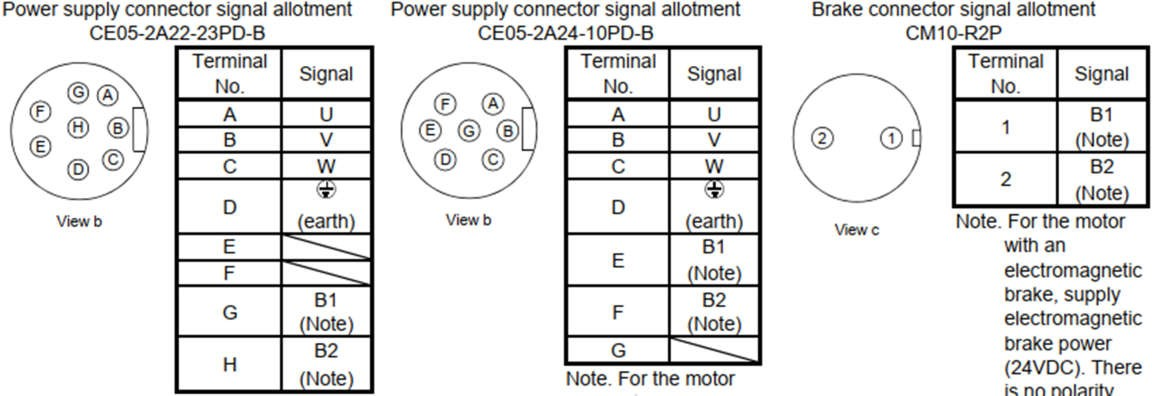 Power supply connector signal allotment
CE05-2A22-23PD-B
G A
F
H B
E
D C
View b
Terminal No. Signal
A U
B V
C W
D (earth)
E
F
G B1 (Note)
H B2 (Note)
Power supply connector signal allotment
CE05-2A24-10PD-B
F A
E G B
D C
View b
Terminal No. Signal
A U
B V
C W
D (earth)
E B1 (Note)
F B2 (Note)
G
Note. For the motor
Brake connector signal allotment
CM10-R2P
2 1
View c
Terminal No. Signal
1 B1 (Note)
2 B2 (Note)
Note. For the motor
with an
electromagnetic
brake, supply
electromagnetic
brake power
(24VDC). There
is no polarity